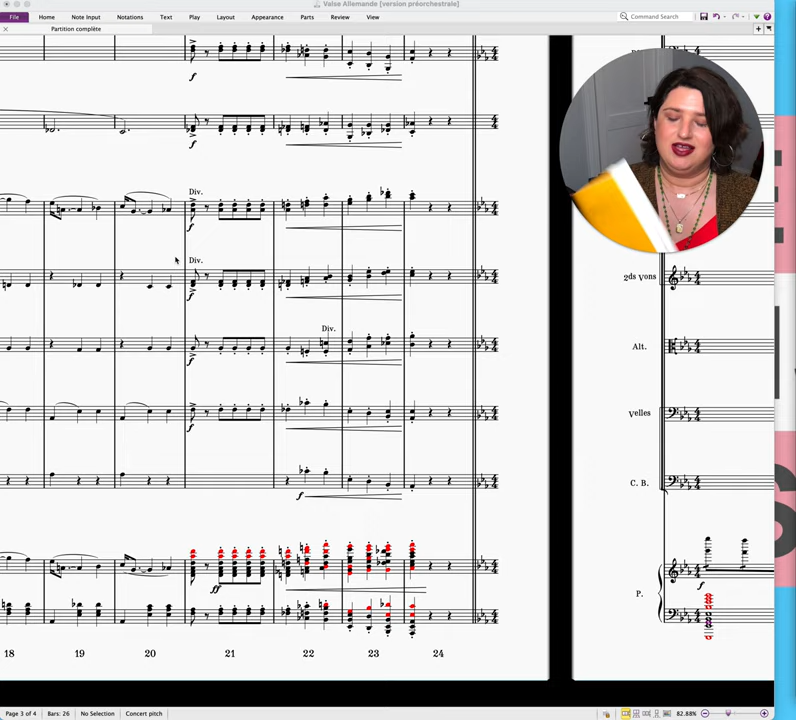 Valse Allemande [version préorchestrale]
File Home Note Input Notations Text Play Layout Appearance Parts Review View Command Search
Partition complète
f
f
Div.
f
Div.
f
2ds Vons
Div.
f
Alt.
f
Velles
f
C. B.
ff
f
P.
18 19 20 21 22 23 24
Page 3 of 4 Bars: 26 No Selection Concert pitch 82.88%